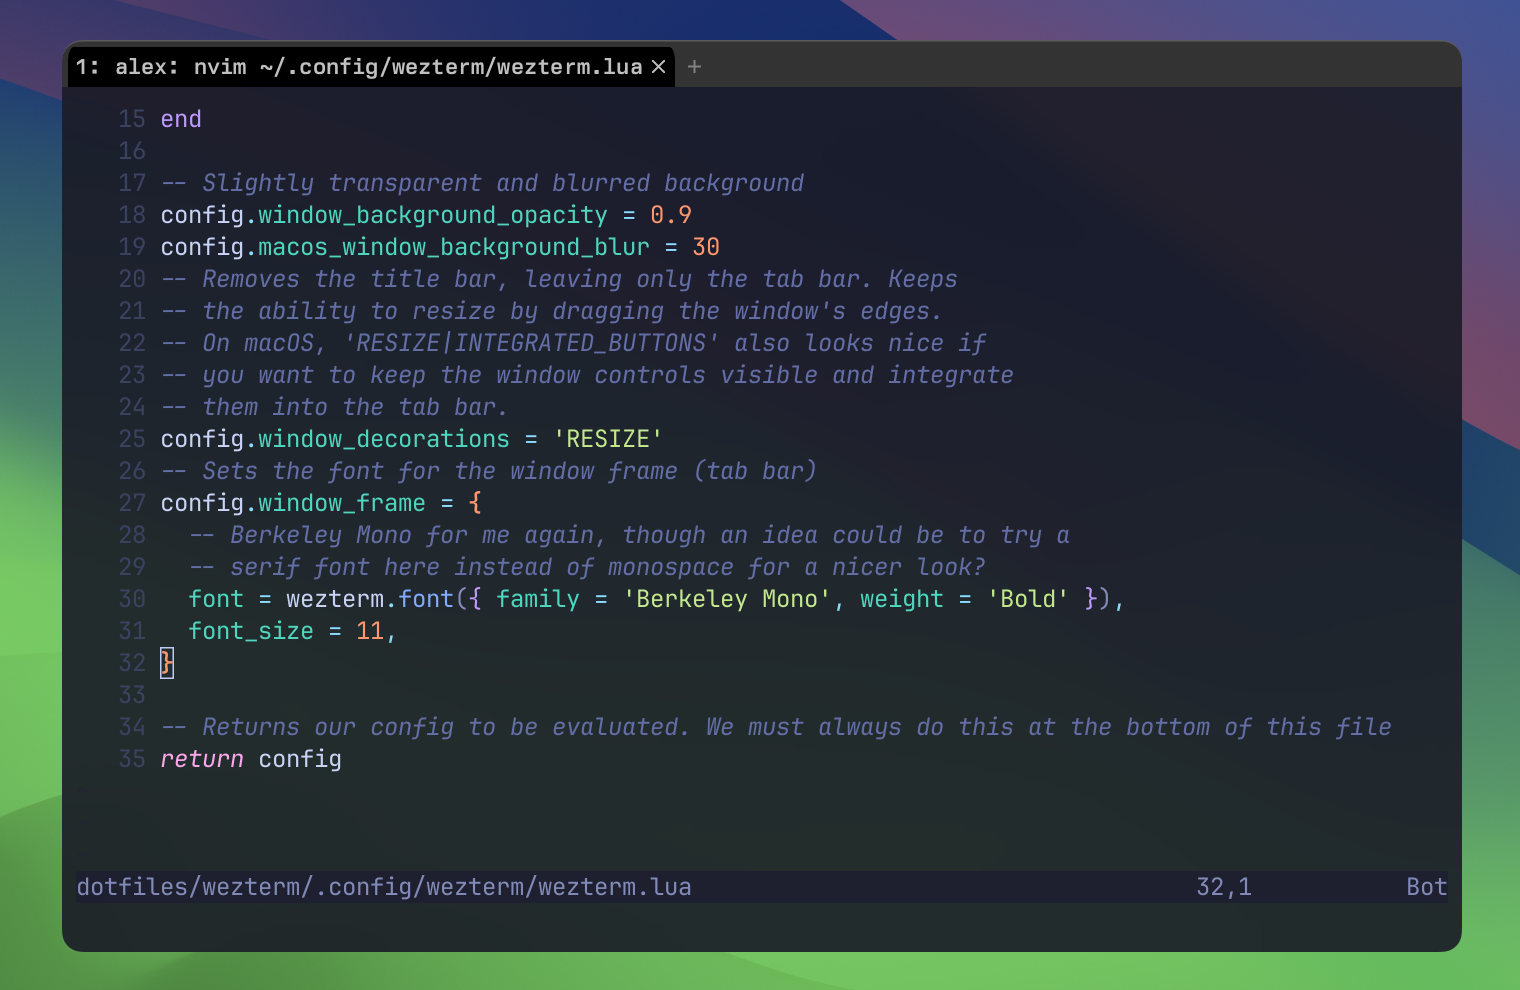 1: alex: nvim ~/.config/wezterm/wezterm.lua × +
15 end
16
17 -- Slightly transparent and blurred background
18 config.window_background_opacity = 0.9
19 config.macos_window_background_blur = 30
20 -- Removes the title bar, leaving only the tab bar. Keeps
21 -- the ability to resize by dragging the window's edges.
22 -- On macOS, 'RESIZE|INTEGRATED_BUTTONS' also looks nice if
23 -- you want to keep the window controls visible and integrate
24 -- them into the tab bar.
25 config.window_decorations = 'RESIZE'
26 -- Sets the font for the window frame (tab bar)
27 config.window_frame = {
28   -- Berkeley Mono for me again, though an idea could be to try a
29   -- serif font here instead of monospace for a nicer look?
30   font = wezterm.font({ family = 'Berkeley Mono', weight = 'Bold' }),
31   font_size = 11,
32 }
33
34 -- Returns our config to be evaluated. We must always do this at the bottom of this file
35 return config
dotfiles/wezterm/.config/wezterm/wezterm.lua 32,1 Bot